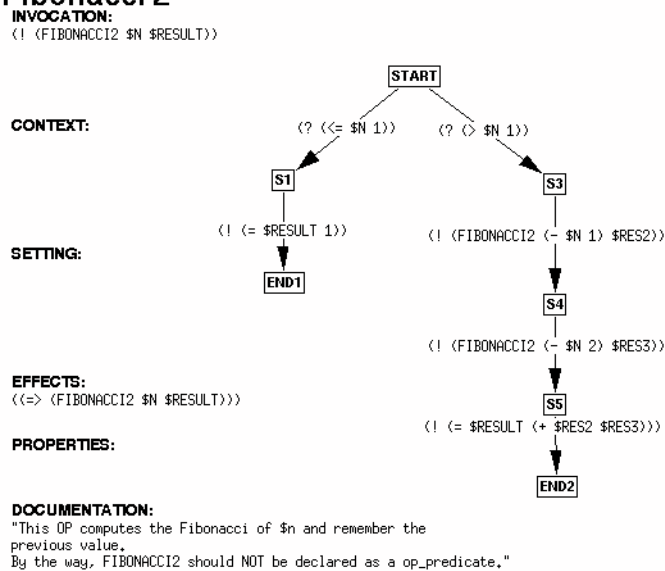 Fibonacci2
INVOCATION:
(! (FIBONACCI2 $N $RESULT))
START
CONTEXT:
(? (<= $N 1))
(? (> $N 1))
S1
S3
(! (= $RESULT 1))
(! (FIBONACCI2 (- $N 1) $RES2))
SETTING:
END1
S4
(! (FIBONACCI2 (- $N 2) $RES3))
EFFECTS:
((=> (FIBONACCI2 $N $RESULT)))
S5
(! (= $RESULT (+ $RES2 $RES3)))
PROPERTIES:
END2
DOCUMENTATION:
"This OP computes the Fibonacci of $n and remember the
previous value.
By the way, FIBONACCI2 should NOT be declared as a op_predicate."